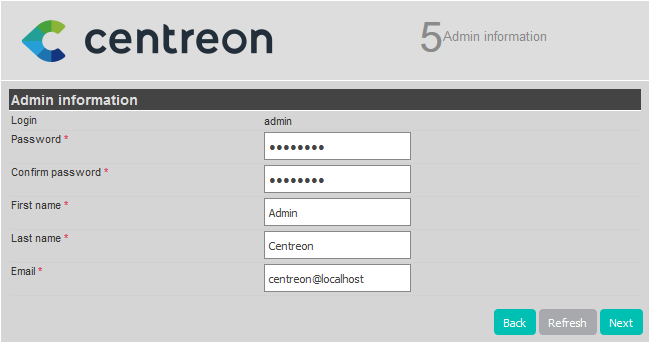 centreon
5 Admin information
Admin information
Login admin
Password * ●●●●●●●●
Confirm password * ●●●●●●●●
First name * Admin
Last name * Centreon
Email * centreon@localhost
Back Refresh Next